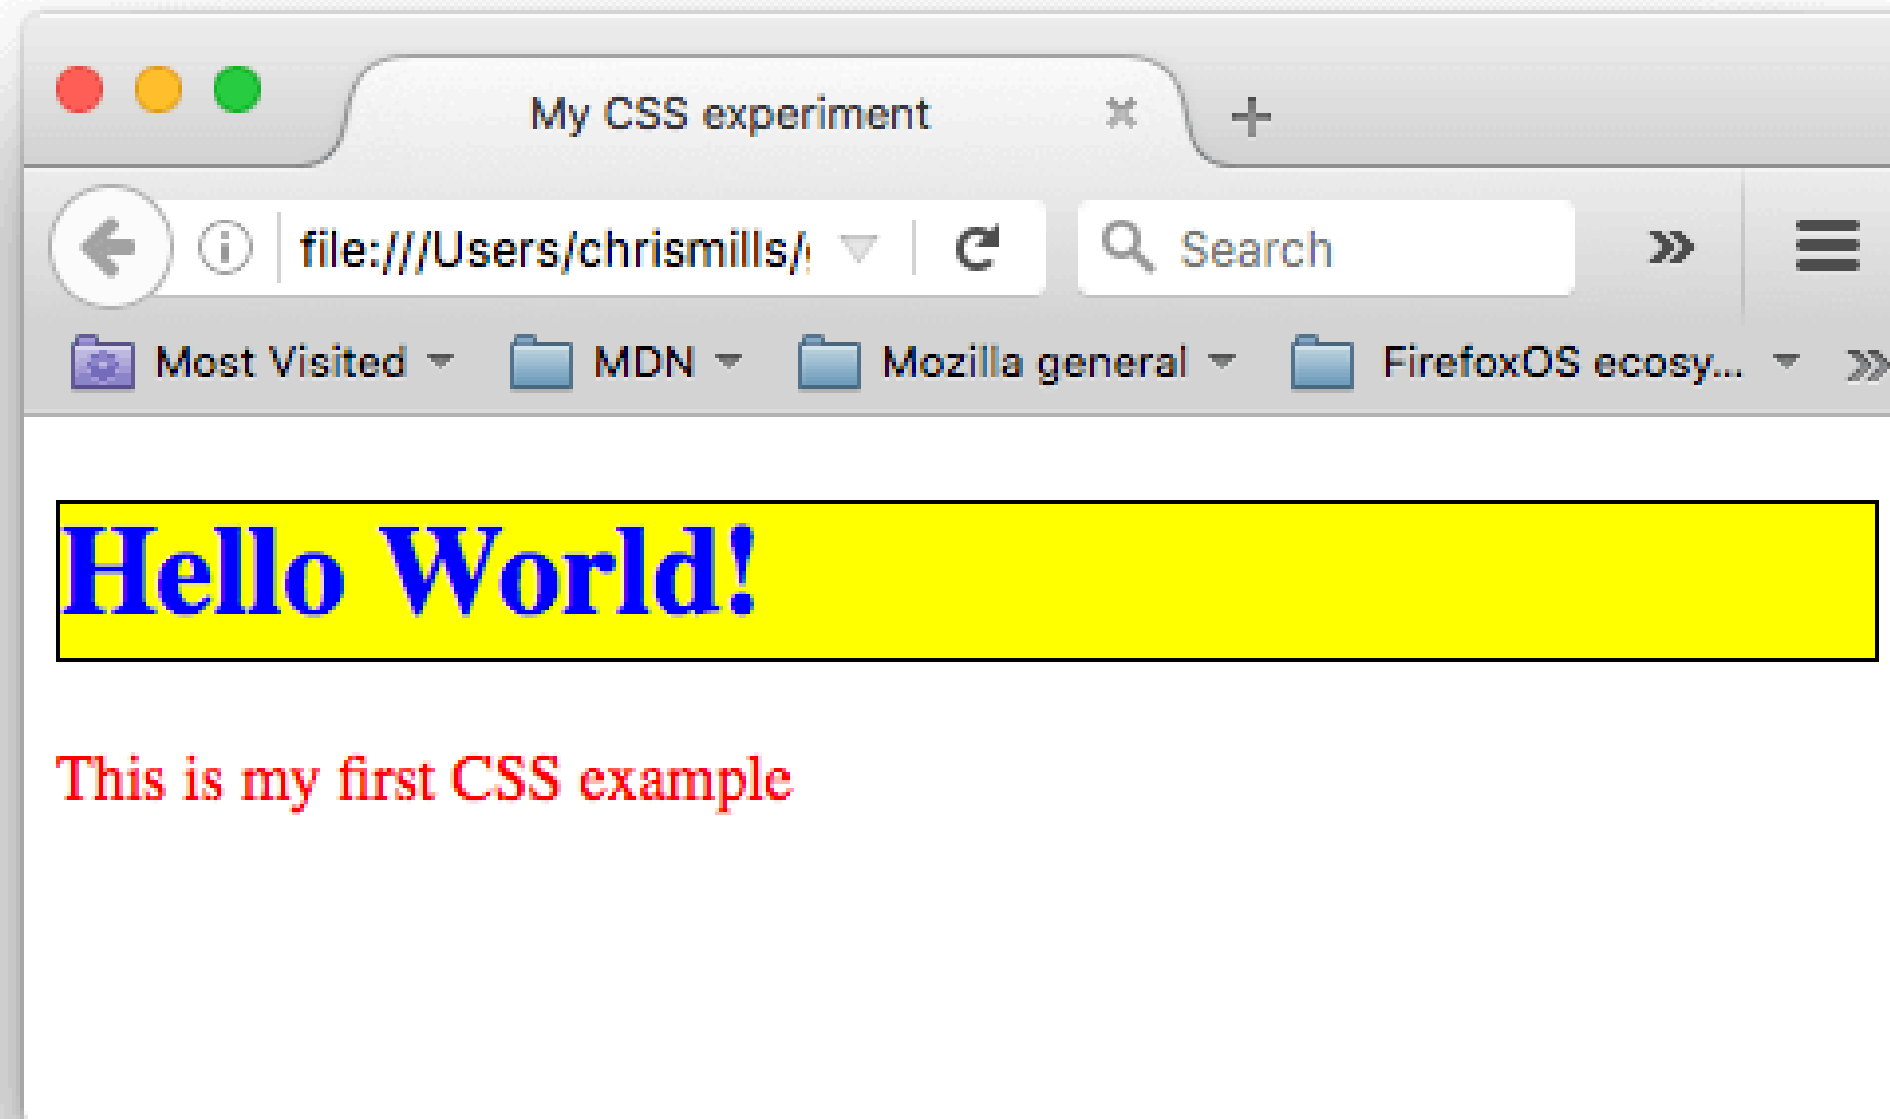 My CSS experiment
file:///Users/chrismills/
Search
Most Visited MDN Mozilla general FirefoxOS ecosy...
Hello World!
This is my first CSS example